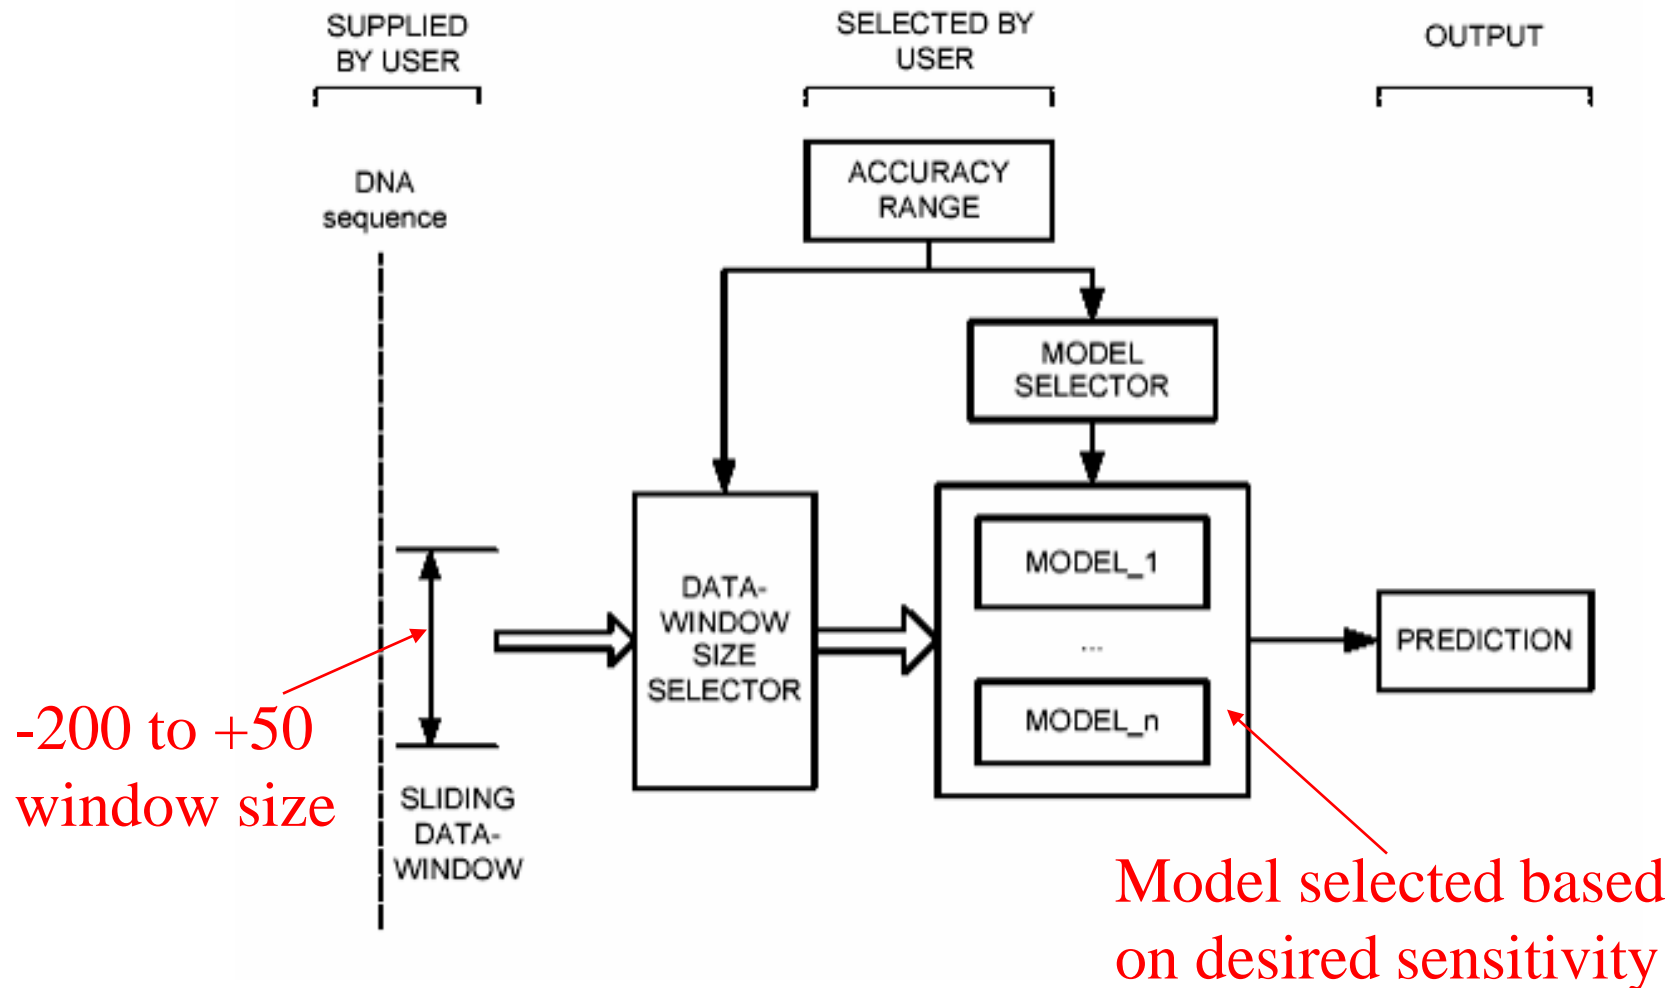 SUPPLIED
BY USER
SELECTED BY
USER
OUTPUT
DNA
sequence
ACCURACY
RANGE
MODEL
SELECTOR
DATA-
WINDOW
SIZE
SELECTOR
MODEL_1
...
MODEL_n
PREDICTION
-200 to +50
window size
SLIDING
DATA-
WINDOW
Model selected based
on desired sensitivity